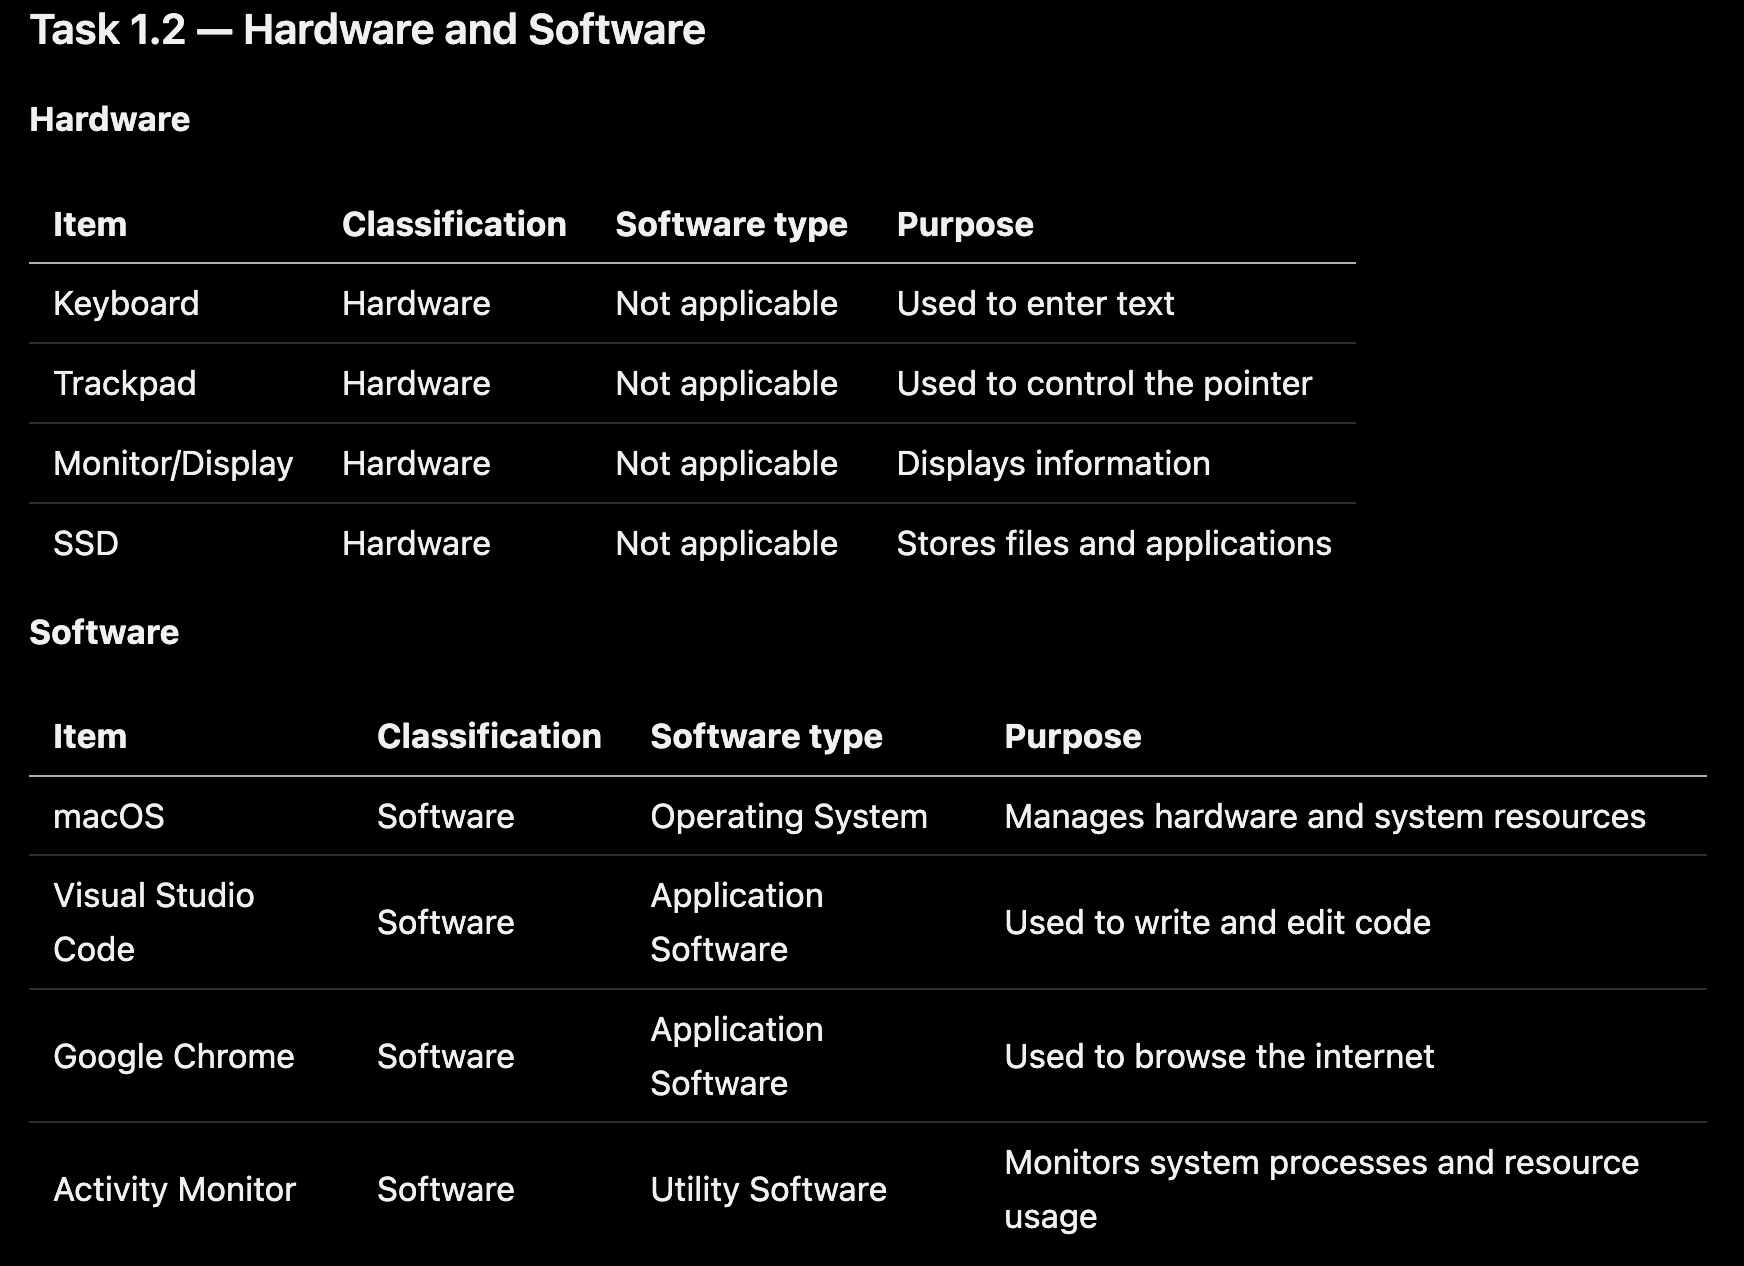 Task 1.2 — Hardware and Software
Hardware
Item Classification Software type Purpose
Keyboard Hardware Not applicable Used to enter text
Trackpad Hardware Not applicable Used to control the pointer
Monitor/Display Hardware Not applicable Displays information
SSD Hardware Not applicable Stores files and applications
Software
Item Classification Software type Purpose
macOS Software Operating System Manages hardware and system resources
Visual Studio
Code
Software
Application
Software
Used to write and edit code
Google Chrome
Software
Application
Software
Used to browse the internet
Activity Monitor
Software
Utility Software
Monitors system processes and resource
usage